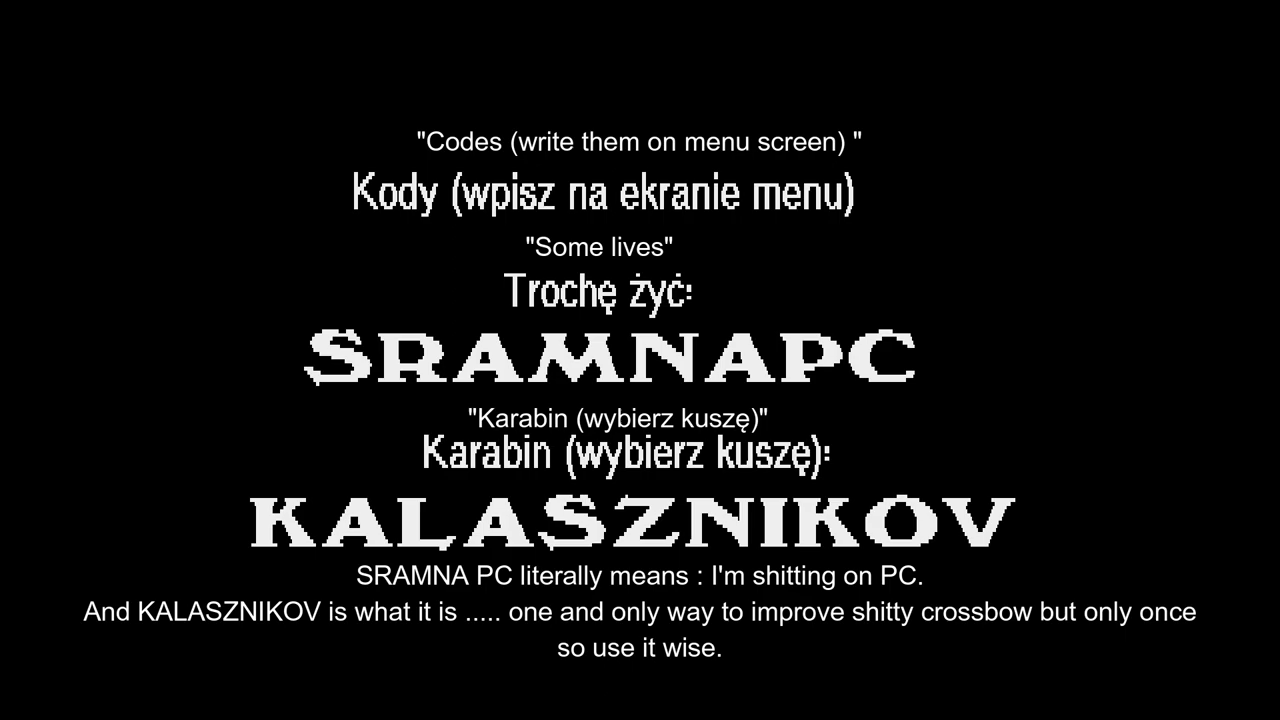 "Codes (write them on menu screen) "
Kody (wpisz na ekranie menu)
"Some lives"
Trochę żyć:
SRAMNAPC
"Karabin (wybierz kuszę)"
Karabin (wybierz kuszę):
KALASZNIKOV
SRAMNA PC literally means : I'm shitting on PC.
And KALASZNIKOV is what it is ..... one and only way to improve shitty crossbow but only once
so use it wise.